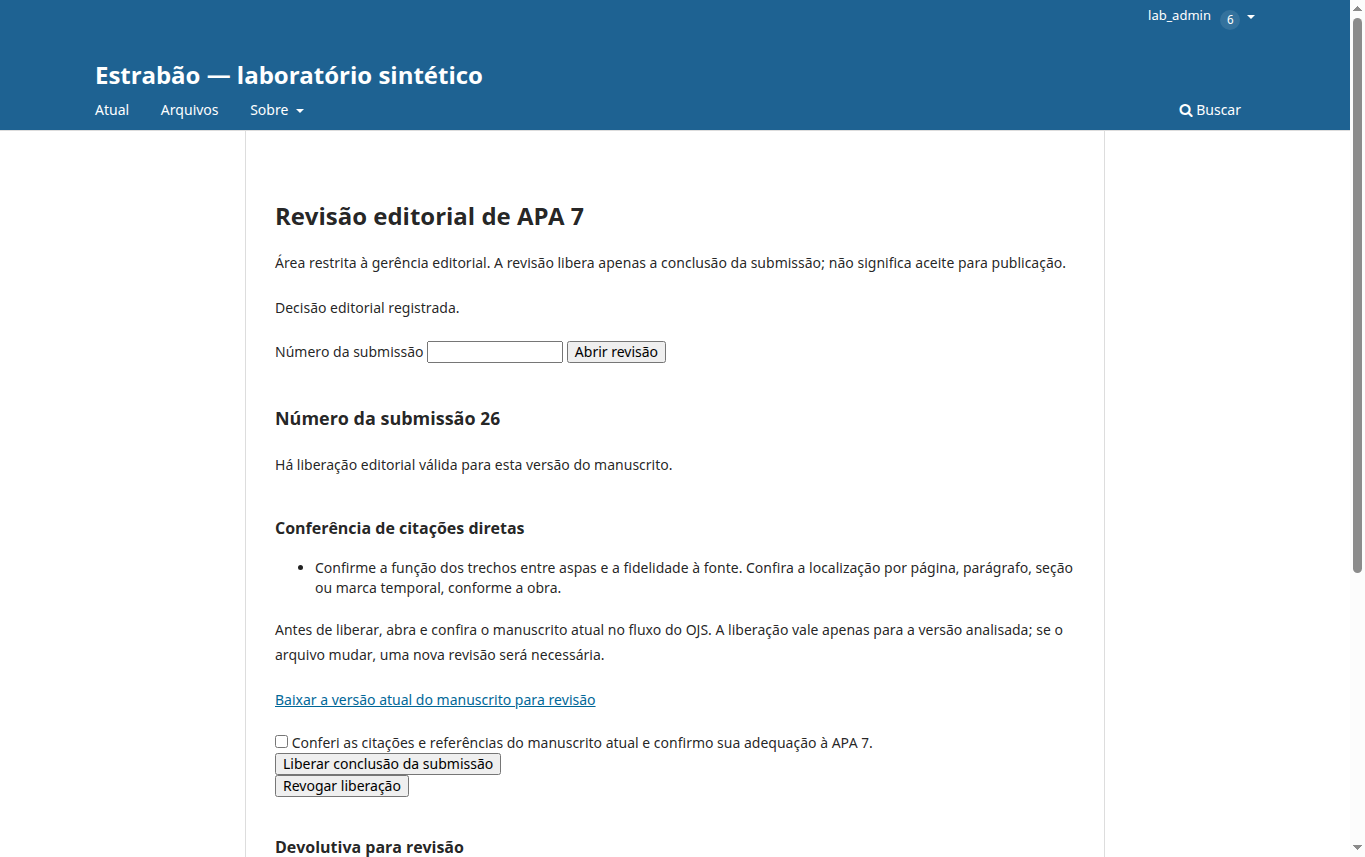 lab_admin 6
Estrabão — laboratório sintético
Atual Arquivos Sobre Buscar
Revisão editorial de APA 7
Área restrita à gerência editorial. A revisão libera apenas a conclusão da submissão; não significa aceite para publicação.
Decisão editorial registrada.
Número da submissão Abrir revisão
Número da submissão 26
Há liberação editorial válida para esta versão do manuscrito.
Conferência de citações diretas
Confirme a função dos trechos entre aspas e a fidelidade à fonte. Confira a localização por página, parágrafo, seção
ou marca temporal, conforme a obra.
Antes de liberar, abra e confira o manuscrito atual no fluxo do OJS. A liberação vale apenas para a versão analisada; se o
arquivo mudar, uma nova revisão será necessária.
Baixar a versão atual do manuscrito para revisão
Conferi as citações e referências do manuscrito atual e confirmo sua adequação à APA 7.
Liberar conclusão da submissão
Revogar liberação
Devolutiva para revisão